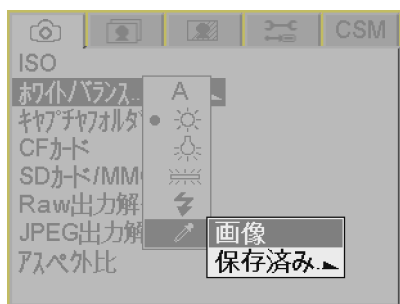 CSM
ISO
ホワイトバランス...
A
キャプチャフォルダ
CFカード
SDカード/MM
Raw出力解
JPEG出力解
画像
アスペクト比
保存済み...